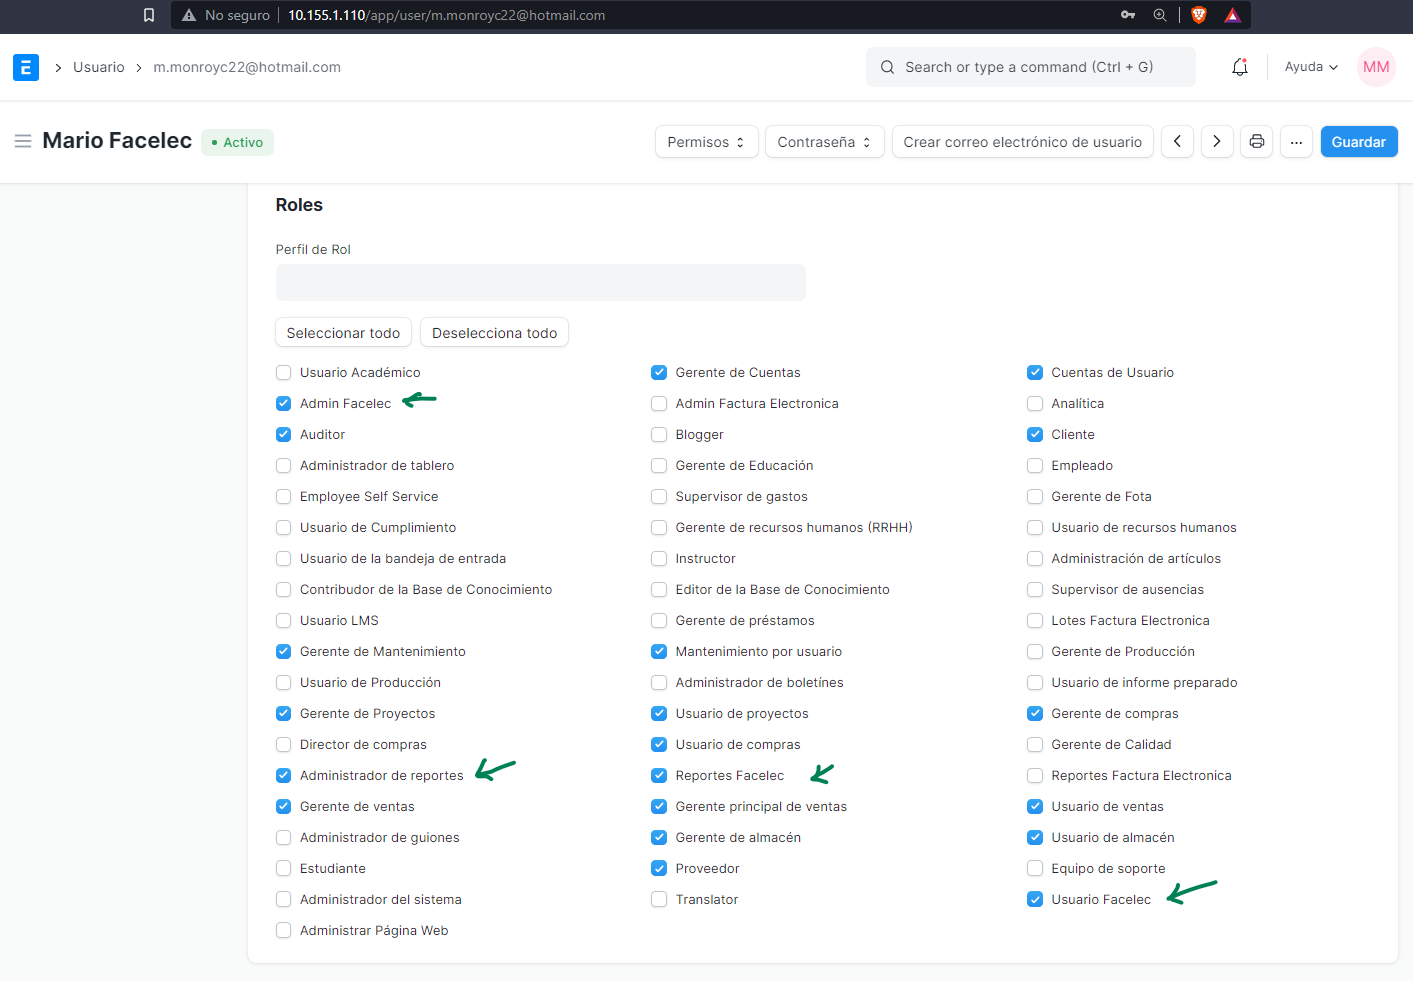 No seguro 10.155.1.110/app/user/m.monroyc22@hotmail.com
E Usuario m.monroyc22@hotmail.com Search or type a command (Ctrl + G) Ayuda MM
Mario Facelec Activo Permisos Contraseña Crear correo electrónico de usuario ... Guardar
Roles
Perfil de Rol
Seleccionar todo Deselecciona todo
Usuario Académico Gerente de Cuentas Cuentas de Usuario
Admin Facelec Admin Factura Electronica Analítica
Auditor Blogger Cliente
Administrador de tablero Gerente de Educación Empleado
Employee Self Service Supervisor de gastos Gerente de Fota
Usuario de Cumplimiento Gerente de recursos humanos (RRHH) Usuario de recursos humanos
Usuario de la bandeja de entrada Instructor Administración de artículos
Contribudor de la Base de Conocimiento Editor de la Base de Conocimiento Supervisor de ausencias
Usuario LMS Gerente de préstamos Lotes Factura Electronica
Gerente de Mantenimiento Mantenimiento por usuario Gerente de Producción
Usuario de Producción Administrador de boletínes Usuario de informe preparado
Gerente de Proyectos Usuario de proyectos Gerente de compras
Director de compras Usuario de compras Gerente de Calidad
Administrador de reportes Reportes Facelec Reportes Factura Electronica
Gerente de ventas Gerente principal de ventas Usuario de ventas
Administrador de guiones Gerente de almacén Usuario de almacén
Estudiante Proveedor Equipo de soporte
Administrador del sistema Translator Usuario Facelec
Administrar Página Web